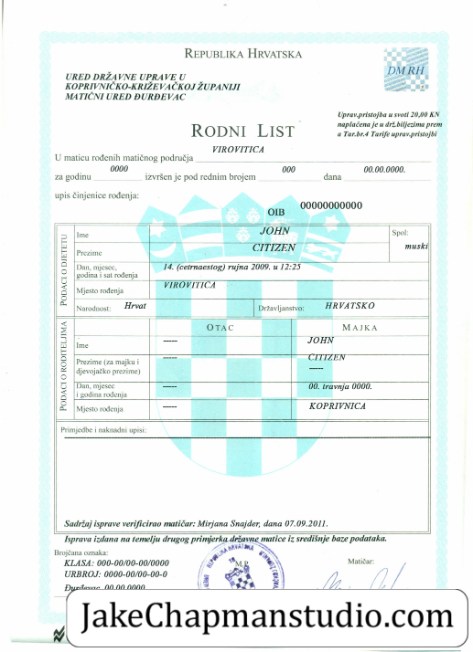 REPUBLIKA HRVATSKA
DM RH
URED DRŽAVNE UPRAVE U
KOPRIVNIČKO-KRIŽEVAČKOJ ŽUPANIJI
MATIČNI URED ĐURĐEVAC
Uprav.pristojba u svoti 20,00 KN
naplaćena je u drž.biljezima prem
a Tar.br.4 Tarife uprav.pristojbi
RODNI LIST
U maticu rođenih matičnog područja VIROVITICA
za godinu 0000 izvršen je pod rednim brojem 000 dana 00.00.0000.
upis činjenice rođenja:
OIB 00000000000
PODACI O DJETETU
Ime JOHN Spol:
Prezime CITIZEN muski
Dan, mjesec, 14. (cetrnaestog) rujna 2009. u 12:25
godina i sat rođenja
Mjesto rođenja VIROVITICA
Narodnost: Hrvat Državljanstvo: HRVATSKO
PODACI O RODITELJIMA
OTAC MAJKA
Ime ----- JOHN
Prezime (za majku i ----- CITIZEN
djevojačko prezime) -----
Dan, mjesec ----- 00. travnja 0000.
i godina rođenja
Mjesto rođenja ----- KOPRIVNICA
Primjedbe i naknadni upisi:
Sadržaj isprave verificirao matičar: Mirjana Snajder, dana 07.09.2011.
Isprava izdana na temelju drugog primjerka državne matice iz središnje baze podataka.
Brojčana oznaka:
KLASA: 000-00/00-00/0000 M.P. Matičar:
URBROJ: 0000-00/00-00-0
Đurđevac, 00.00.0000
JakeChapmanstudio.com